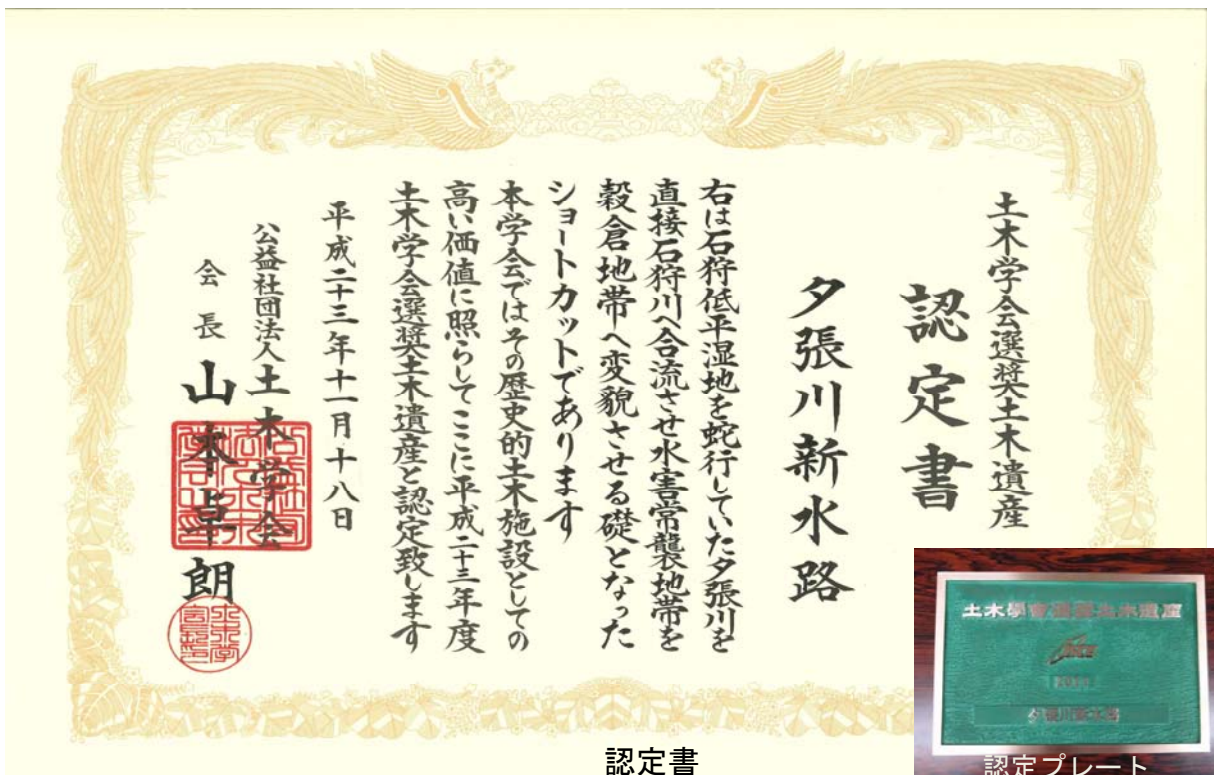 土木学会選奨土木遺産
認定書
夕張川新水路
右は石狩低平湿地を蛇行していた夕張川を
直接石狩川へ合流させ水害常襲地帯を
穀倉地帯へ変貌させる礎となった
ショートカットであります
本学会ではその歴史的土木施設としての
高い価値に照らしてここに平成二十三年度
土木学会選奨土木遺産と認定致します
平成二十三年十一月十八日
公益社団法人土木学会
会長 山本卓朗
土木學會選奨土木遺産
2011
夕張川新水路
認定書
認定プレート